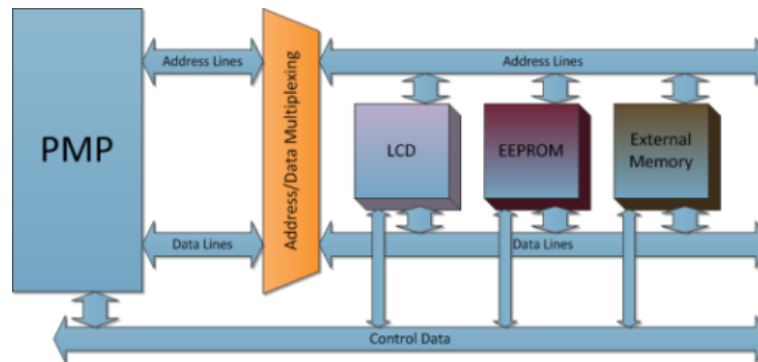 PMP
Address Lines
Address/Data Multiplexing
Address Lines
LCD
EEPROM
External
Memory
Data Lines
Data Lines
Control Data